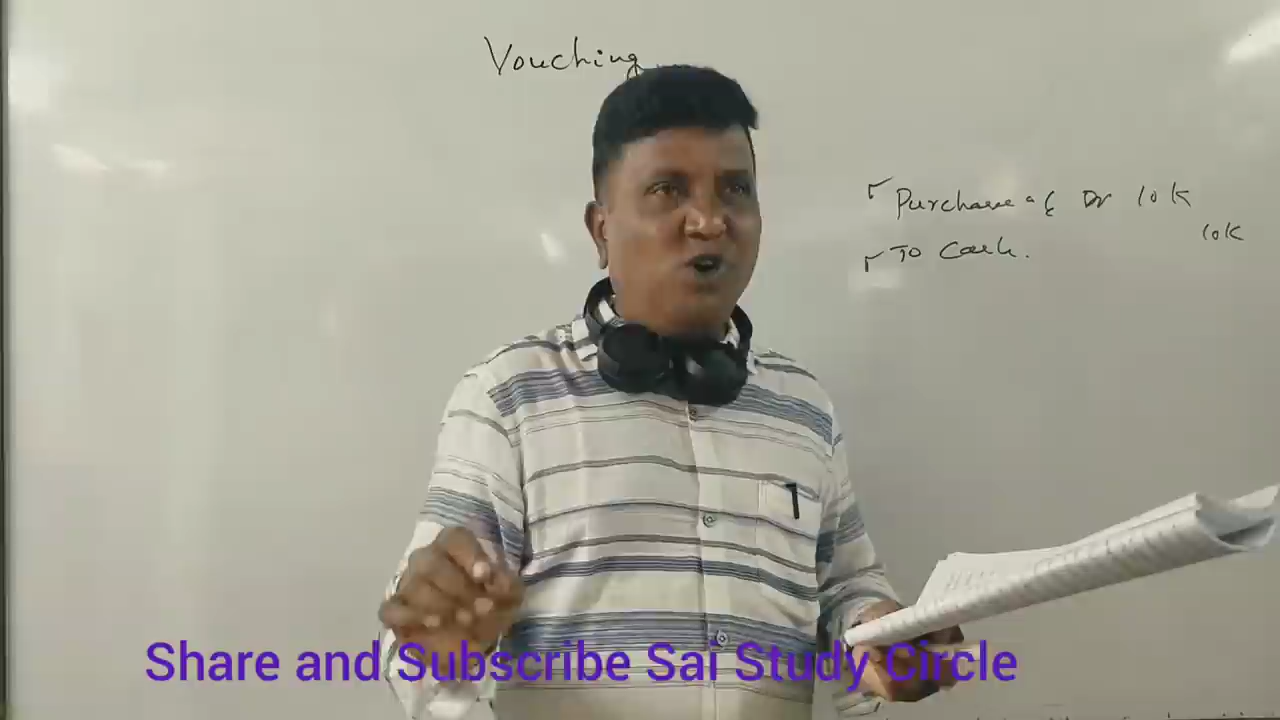 Vouching
Purchase a/c Dr 10K
10K
To Cash.
Share and Subscribe Sai Study Circle